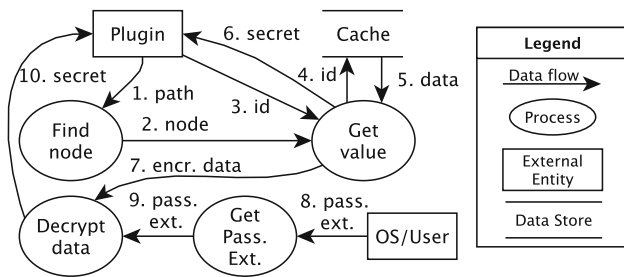 Plugin
6. secret
Cache
10. secret
4. id
5. data
1. path
3. id
Find
node
2. node
Get
value
7. encr. data
9. pass.
ext.
8. pass.
ext.
Decrypt
data
Get
Pass.
Ext.
OS/User
Legend
Data flow
Process
External
Entity
Data Store